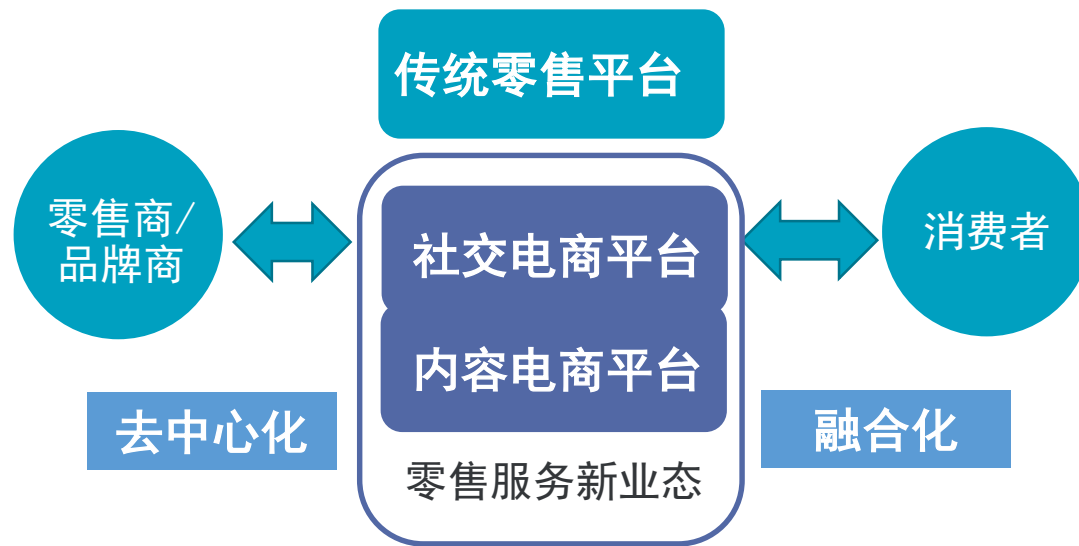 传统零售平台
零售商/
品牌商
社交电商平台
消费者
内容电商平台
去中心化
融合化
零售服务新业态